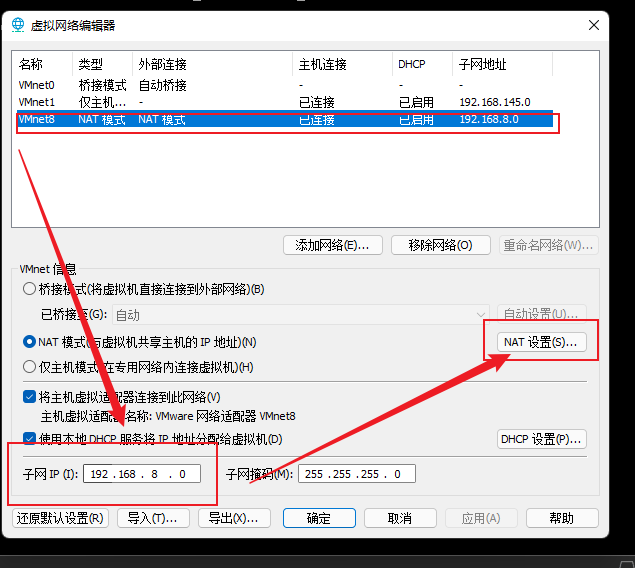 虚拟网络编辑器
名称 类型 外部连接 主机连接 DHCP 子网地址
VMnet0 桥接模式 自动桥接 - - -
VMnet1 仅主机... - 已连接 已启用 192.168.145.0
VMnet8 NAT 模式 NAT 模式 已连接 已启用 192.168.8.0
添加网络(E)... 移除网络(O) 重命名网络(W)...
VMnet 信息
桥接模式(将虚拟机直接连接到外部网络)(B)
已桥接至(G): 自动 自动设置(U)...
NAT 模式(与虚拟机共享主机的 IP 地址)(N) NAT 设置(S)...
仅主机模式(在专用网络内连接虚拟机)(H)
将主机虚拟适配器连接到此网络(V)
主机虚拟适配器名称: VMware 网络适配器 VMnet8
使用本地 DHCP 服务将 IP 地址分配给虚拟机(D) DHCP 设置(P)...
子网 IP (I): 192 .168 . 8 . 0 子网掩码(M): 255 .255 .255 . 0
还原默认设置(R) 导入(T)... 导出(X)... 确定 取消 应用(A) 帮助